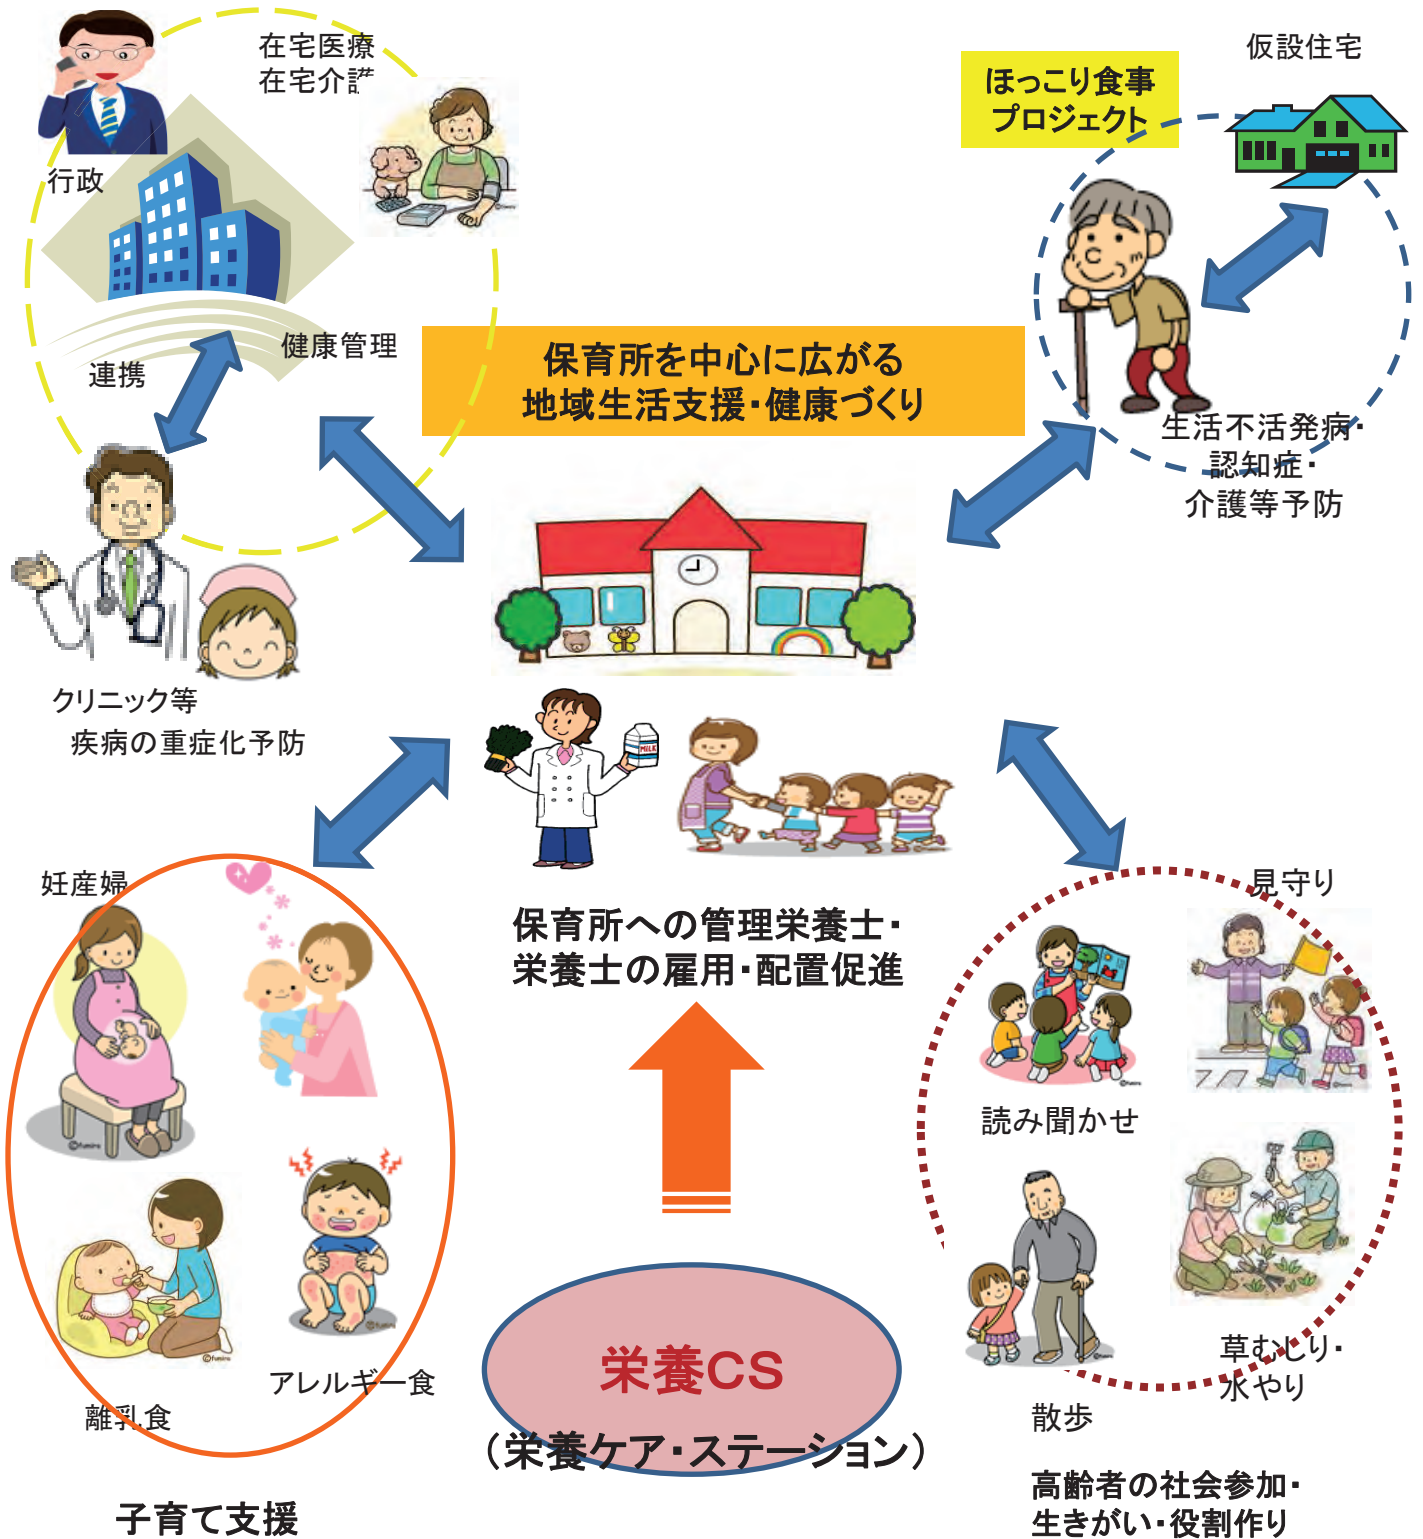 在宅医療
在宅介護
行政
連携
健康管理
クリニック等
疾病の重症化予防
ほっこり食事
プロジェクト
仮設住宅
生活不活発病・
認知症・
介護等予防
保育所を中心に広がる
地域生活支援・健康づくり
MILK
保育所への管理栄養士・
栄養士の雇用・配置促進
妊産婦
©fumira
離乳食
©fumira
アレルギー食
©fumira
子育て支援
栄養CS
（栄養ケア・ステーション）
見守り
読み聞かせ
©fumira
草むしり・
水やり
散歩
©fumira
高齢者の社会参加・
生きがい・役割作り